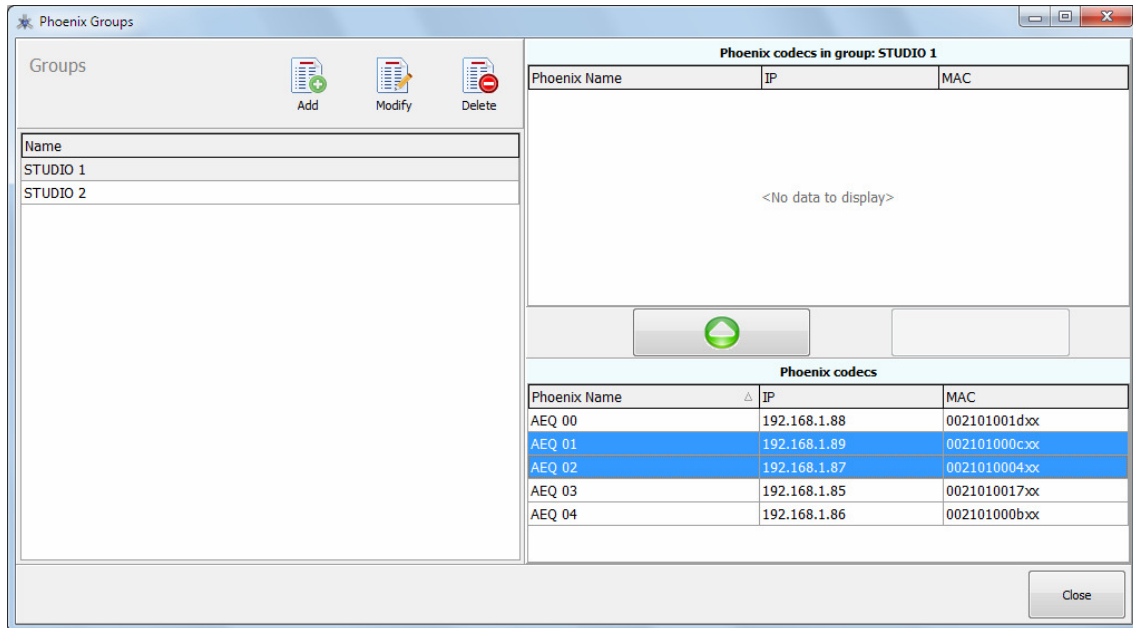 Phoenix Groups
Groups
Add Modify Delete
Name
STUDIO 1
STUDIO 2
Phoenix codecs in group: STUDIO 1
Phoenix Name IP MAC
<No data to display>
Phoenix codecs
Phoenix Name IP MAC
AEQ 00 192.168.1.88 002101001dxx
AEQ 01 192.168.1.89 002101000cxx
AEQ 02 192.168.1.87 0021010004xx
AEQ 03 192.168.1.85 0021010017xx
AEQ 04 192.168.1.86 002101000bxx
Close